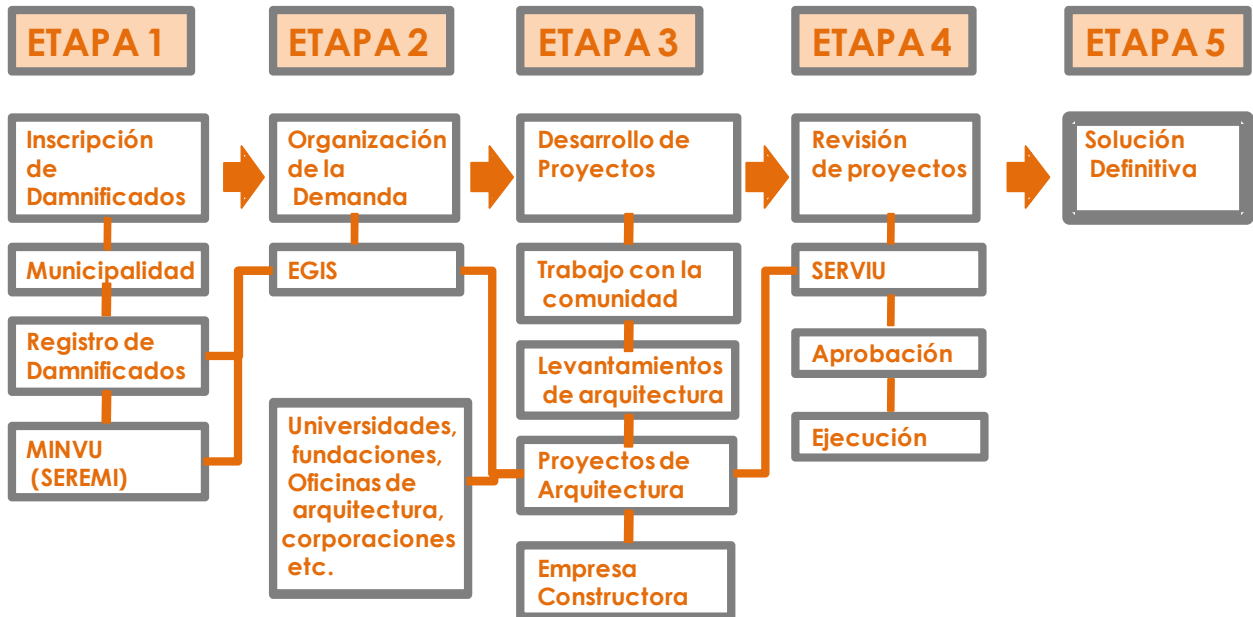 ETAPA 1
ETAPA 2
ETAPA 3
ETAPA 4
ETAPA 5
Inscripción
de
Damnificados
Organización
de la
Demanda
Desarrollo de
Proyectos
Revisión
de proyectos
Solución
Definitiva
Municipalidad
Registro de
Damnificados
MINVU
(SEREMI)
EGIS
Universidades,
fundaciones,
Oficinas de
arquitectura,
corporaciones
etc.
Trabajo con la
comunidad
Levantamientos
de arquitectura
Proyectos de
Arquitectura
Empresa
Constructora
SERVIU
Aprobación
Ejecución